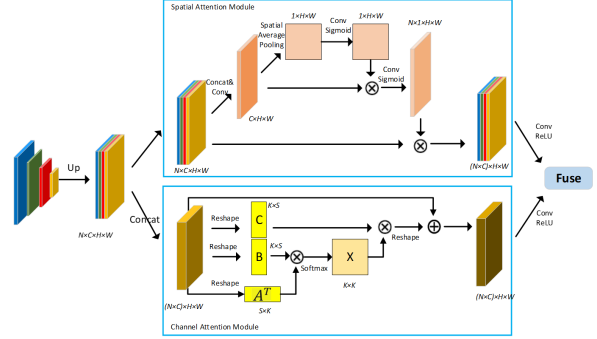 Spatial Attention Module
1×H×W
1×H×W
N×1×H×W
Spatial
Average
Pooling
Conv
Sigmoid
Concat&
Conv
Conv
Sigmoid
C×H×W
N×C×H×W
(N×C)×H×W
Up
N×C×H×W
Concat
Conv
ReLU
Fuse
Conv
ReLU
K×S
Reshape
C
Reshape
B
K×S
Softmax
X
Reshape
K×K
Reshape
Aᵀ
S×K
(N×C)×H×W
(N×C)×H×W
Channel Attention Module